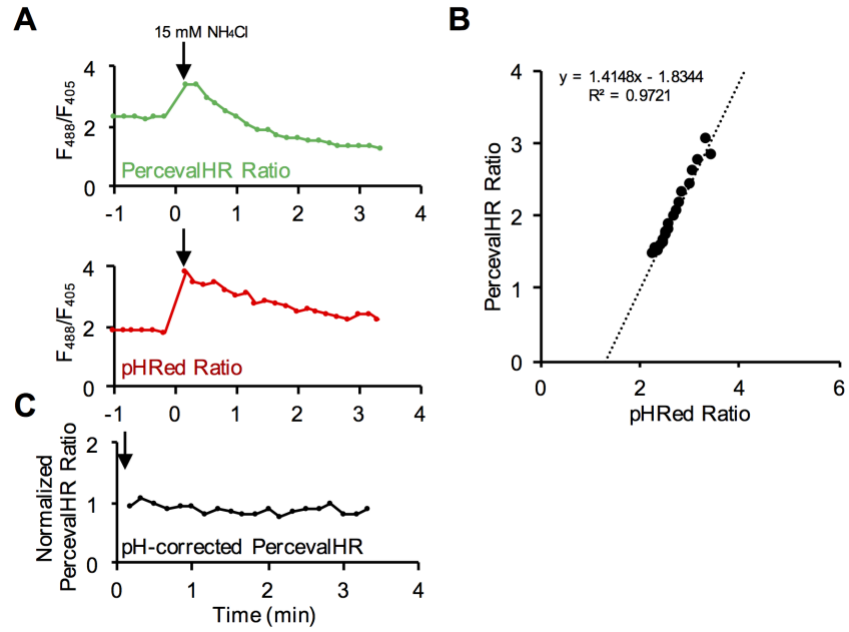 A
15 mM NH₄Cl
F₄₈₈/F₄₀₅
4
2
0
PercevalHR Ratio
-1 0 1 2 3 4
F₄₈₈/F₄₀₅
4
2
0
pHRed Ratio
-1 0 1 2 3 4
B
y = 1.4148x - 1.8344
R² = 0.9721
PercevalHR Ratio
4
3
2
1
0
0 2 4 6
pHRed Ratio
C
Normalized
PercevalHR Ratio
2
1
0
pH-corrected PercevalHR
0 1 2 3 4
Time (min)